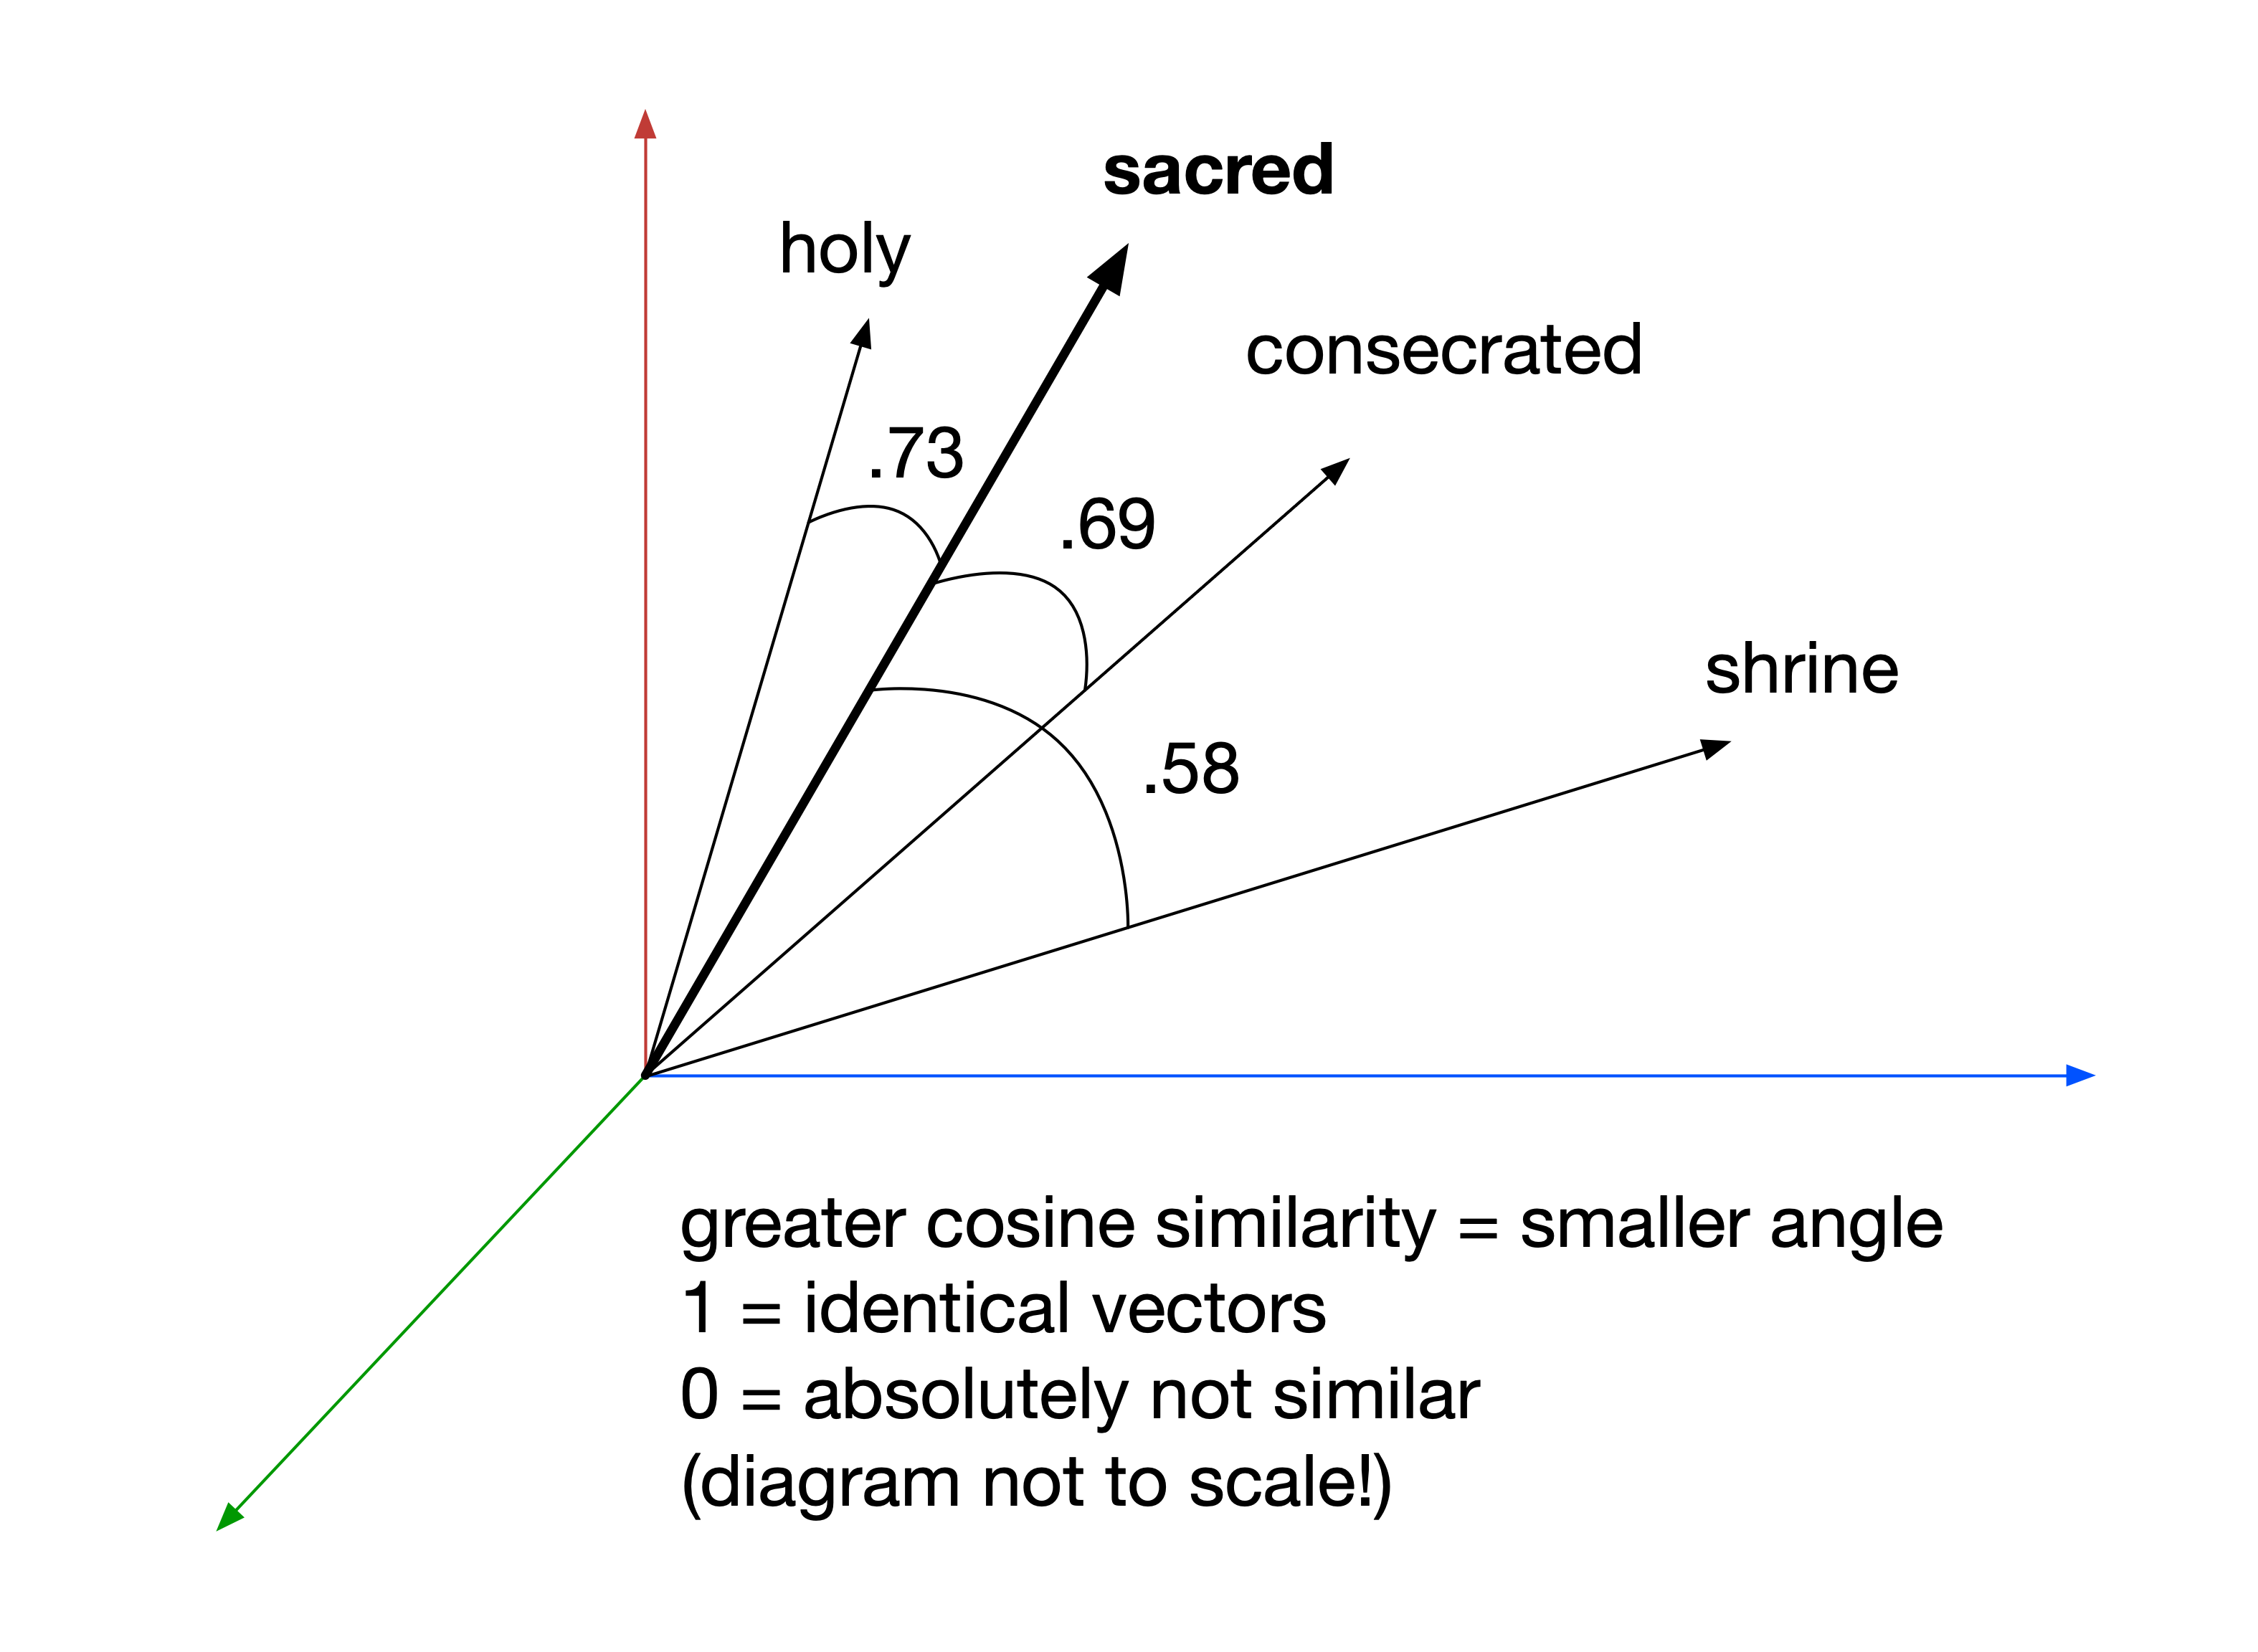 sacred
holy
consecrated
.73
.69
shrine
.58
greater cosine similarity = smaller angle
1 = identical vectors
0 = absolutely not similar
(diagram not to scale!)